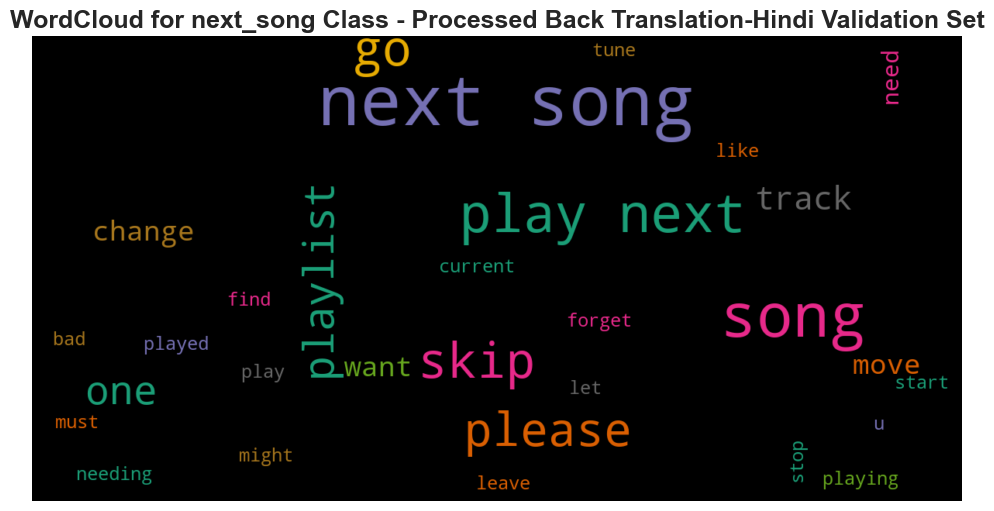 WordCloud for next_song Class - Processed Back Translation-Hindi Validation Set
go
tune
need
next song
like
track
play next
playlist
change
current
find
forget
song
bad
played
skip
want
move
play
let
start
one
must
please
u
might
stop
needing
leave
playing